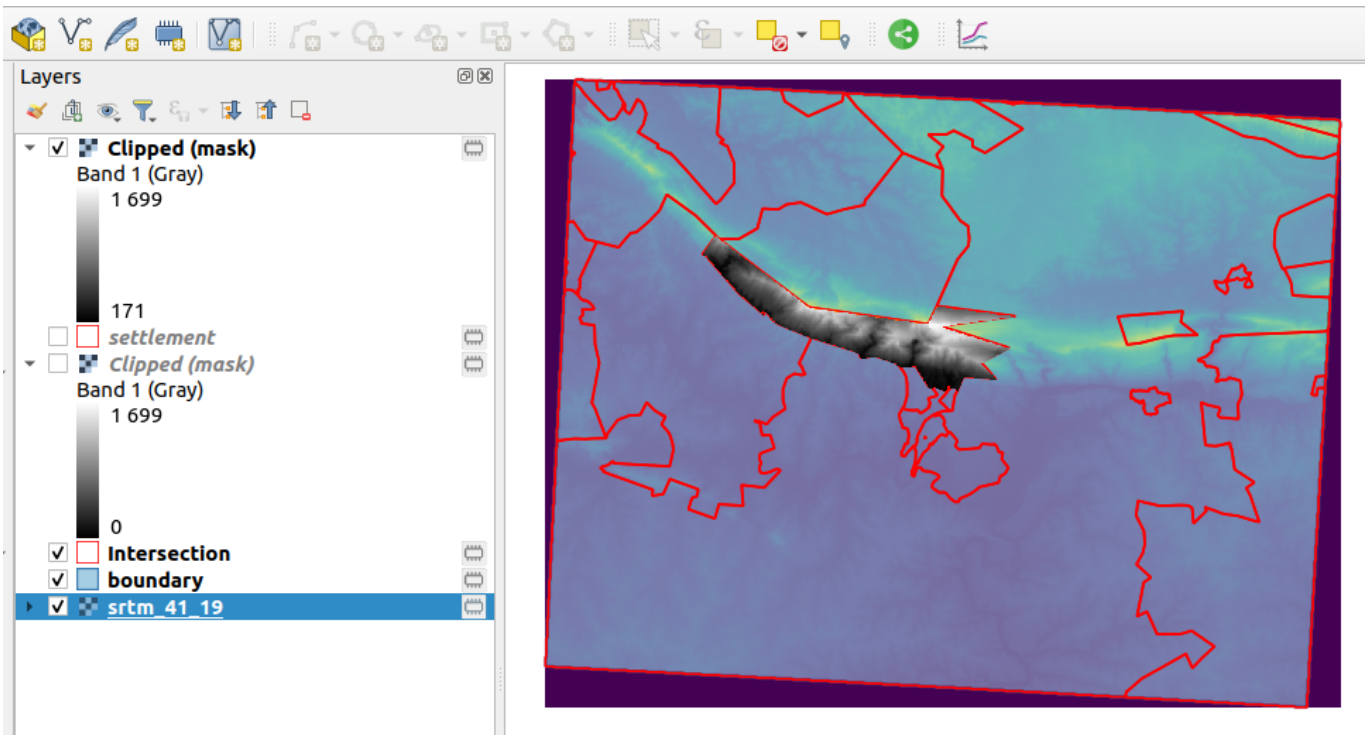 Layers
Clipped (mask)
Band 1 (Gray)
1 699
171
settlement
Clipped (mask)
Band 1 (Gray)
1 699
0
Intersection
boundary
srtm_41_19